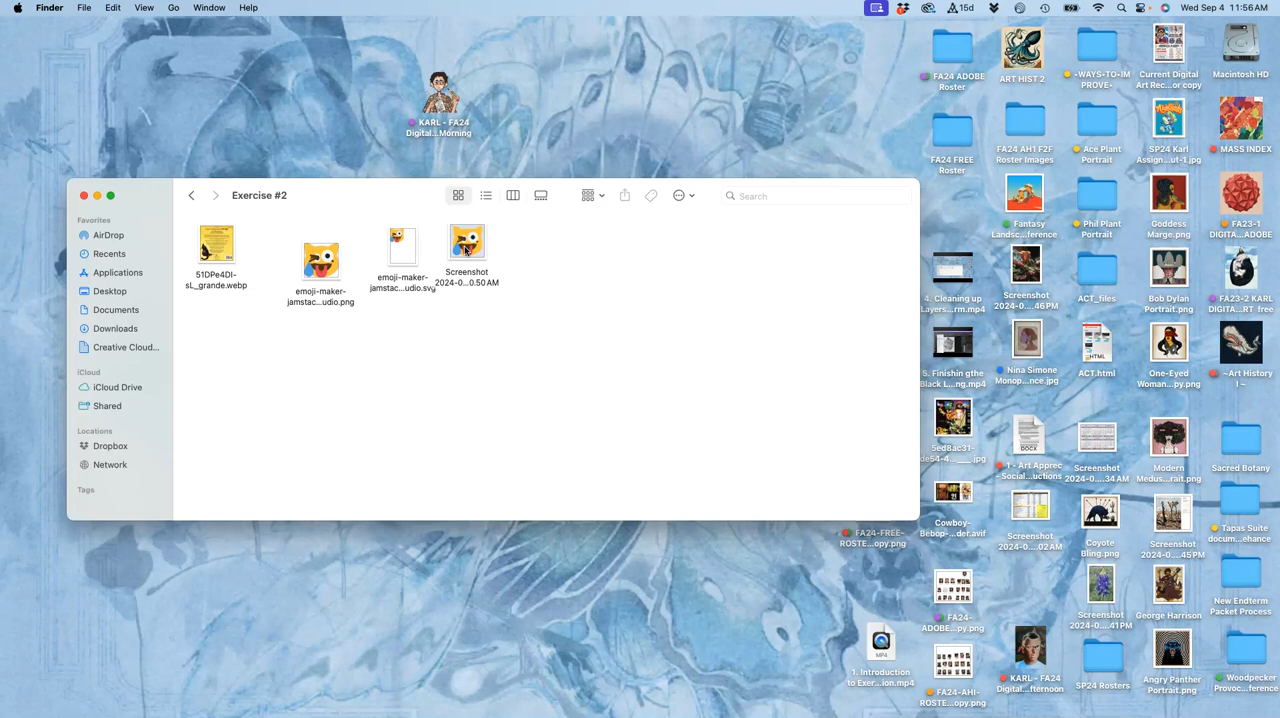 Finder File Edit View Go Window Help
15d
Wed Sep 4 11:56AM
KARL - FA24
Digital...Morning
Exercise #2
Search
Favorites
AirDrop
Recents
Applications
Desktop
Documents
Downloads
Creative Cloud...
iCloud
iCloud Drive
Shared
Locations
Dropbox
Network
Tags
51DPe4DI-
sL_grande.webp
emoji-maker-
jamstac...udio.png
emoji-maker-
jamstac...udio.svg
Screenshot
2024-0...0.50 AM
FA24 ADOBE
Roster
FA24 FREE
Roster
4. Cleaning up
Layers...rm.mp4
5. Finishin gthe
Black L...ng.mp4
5ed8ac31-
de54-4...___.jpg
Cowboy-
Bebop-...der.avif
FA24-FREE-
ROSTE...opy.png
FA24-
ADOBE...py.png
MP4
1. Introduction
to Exer...ion.mp4
FA24-AHI-
ROSTE...opy.png
ART HIST 2
FA24 AH1 F2F
Roster Images
Fantasy
Landsc...ference
Screenshot
2024-0....46 PM
Nina Simone
Monop...nce.jpg
DOCX
1 - Art Apprec
- Social...uctions
Screenshot
2024-0....02 AM
KARL - FA24
Digital...fternoon
•WAYS•TO•IM
PROVE•
Ace Plant
Portrait
Phil Plant
Portrait
ACT_files
HTML
ACT.html
Screenshot
2024-0....34 AM
Coyote
Bling.png
Screenshot
2024-0....41 PM
SP24 Rosters
Current Digital
Art Rec...or copy
SP24 Karl
Assign...ut-1.jpg
Goddess
Marge.png
Bob Dylan
Portrait.png
One-Eyed
Woman...py.png
Modern
Medus...rait.png
Screenshot
2024-0....45 PM
George Harrison
Angry Panther
Portrait.png
Macintosh HD
MASS INDEX
FA23-1
DIGITA...ADOBE
FA23-2 KARL
DIGITA...RT_free
~Art History
I ~
Sacred Botany
Tapas Suite
docum...ehance
New Endterm
Packet Process
Woodpecker
Provoc...ference